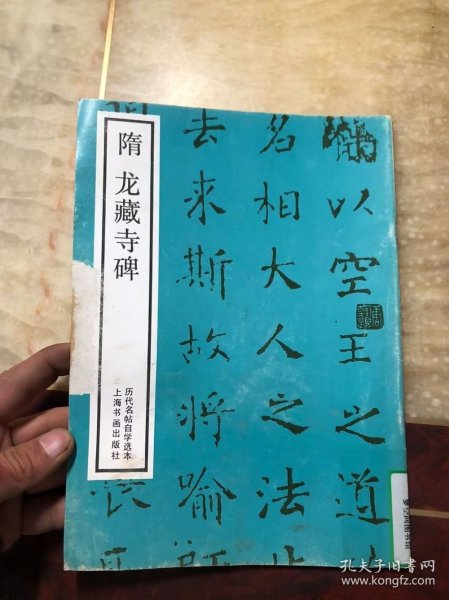 隋 龙藏寺碑
历代名帖自学选本
上海书画出版社
以空王之道
名相大人之法
去来斯故将喻
孔夫子旧书网
www.kongfz.com